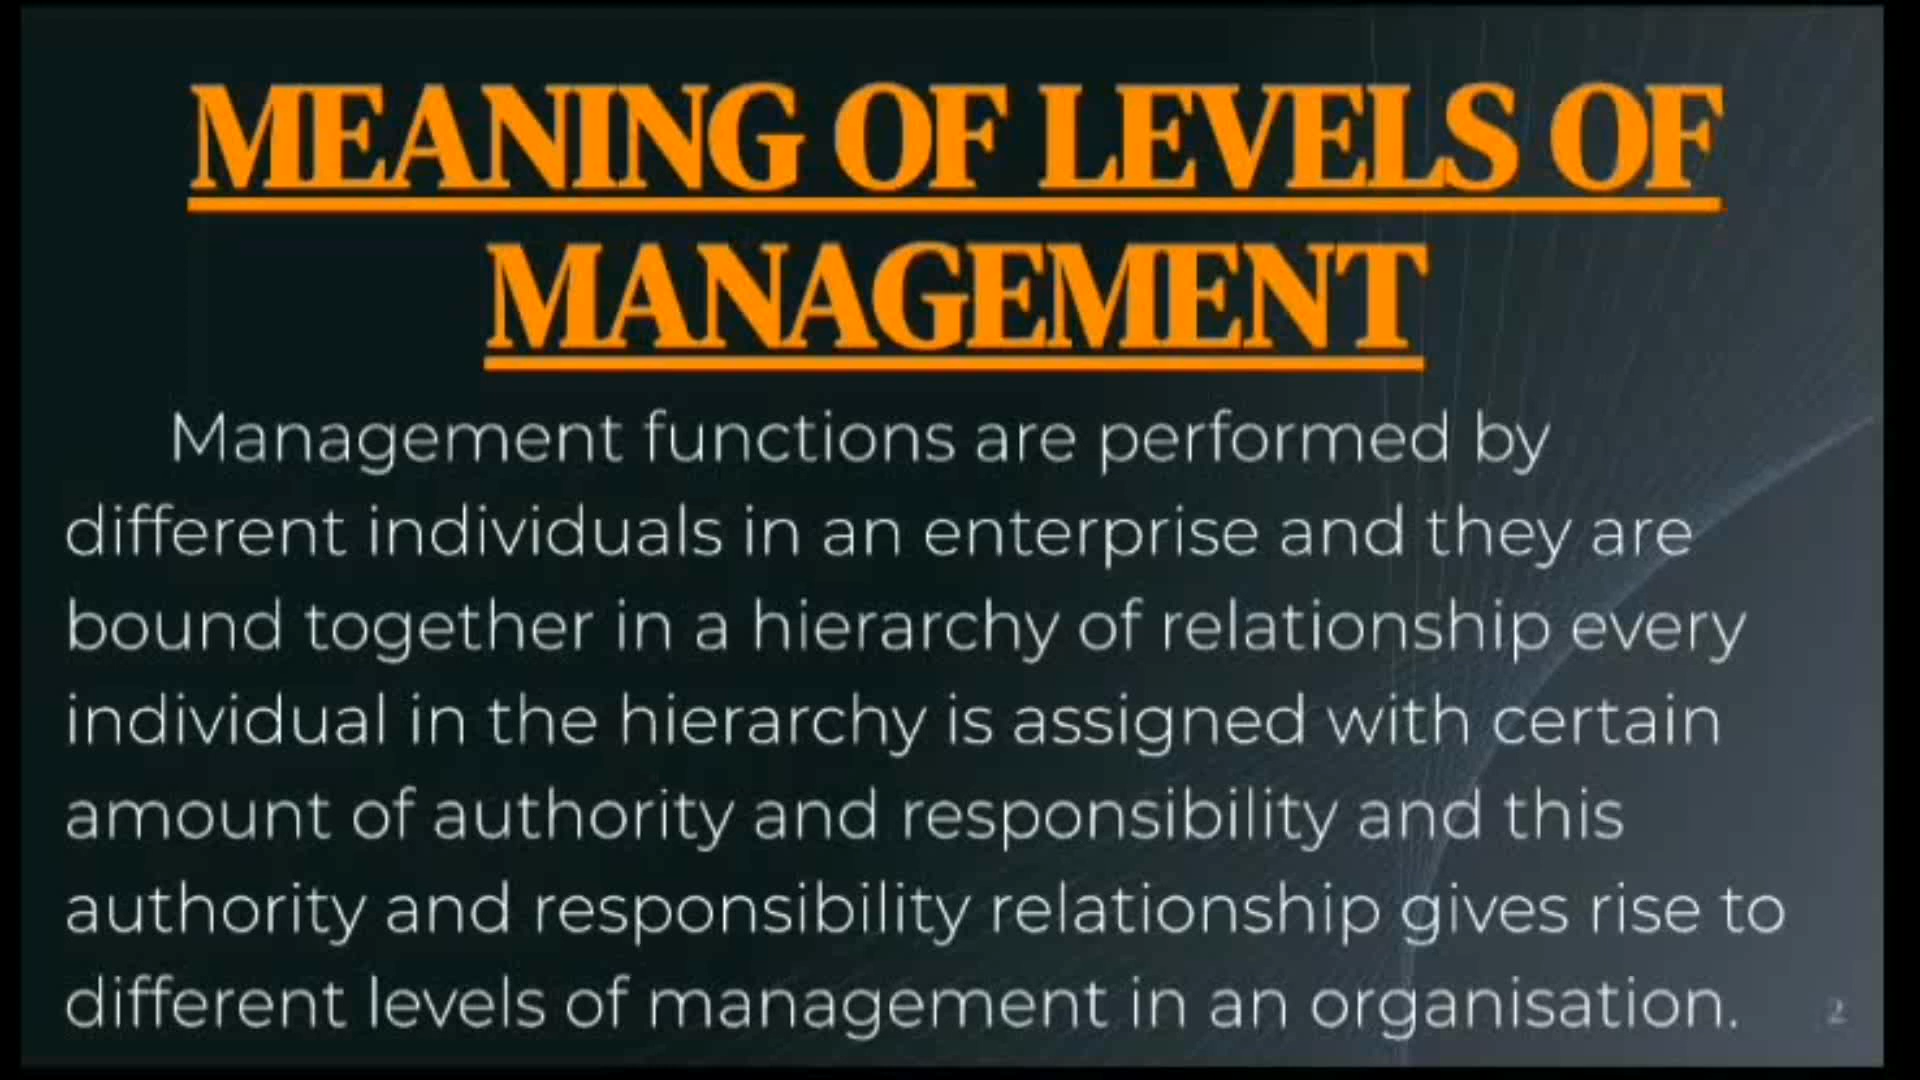 MEANING OF LEVELS OF
MANAGEMENT
Management functions are performed by
different individuals in an enterprise and they are
bound together in a hierarchy of relationship every
individual in the hierarchy is assigned with certain
amount of authority and responsibility and this
authority and responsibility relationship gives rise to
different levels of management in an organisation.
2